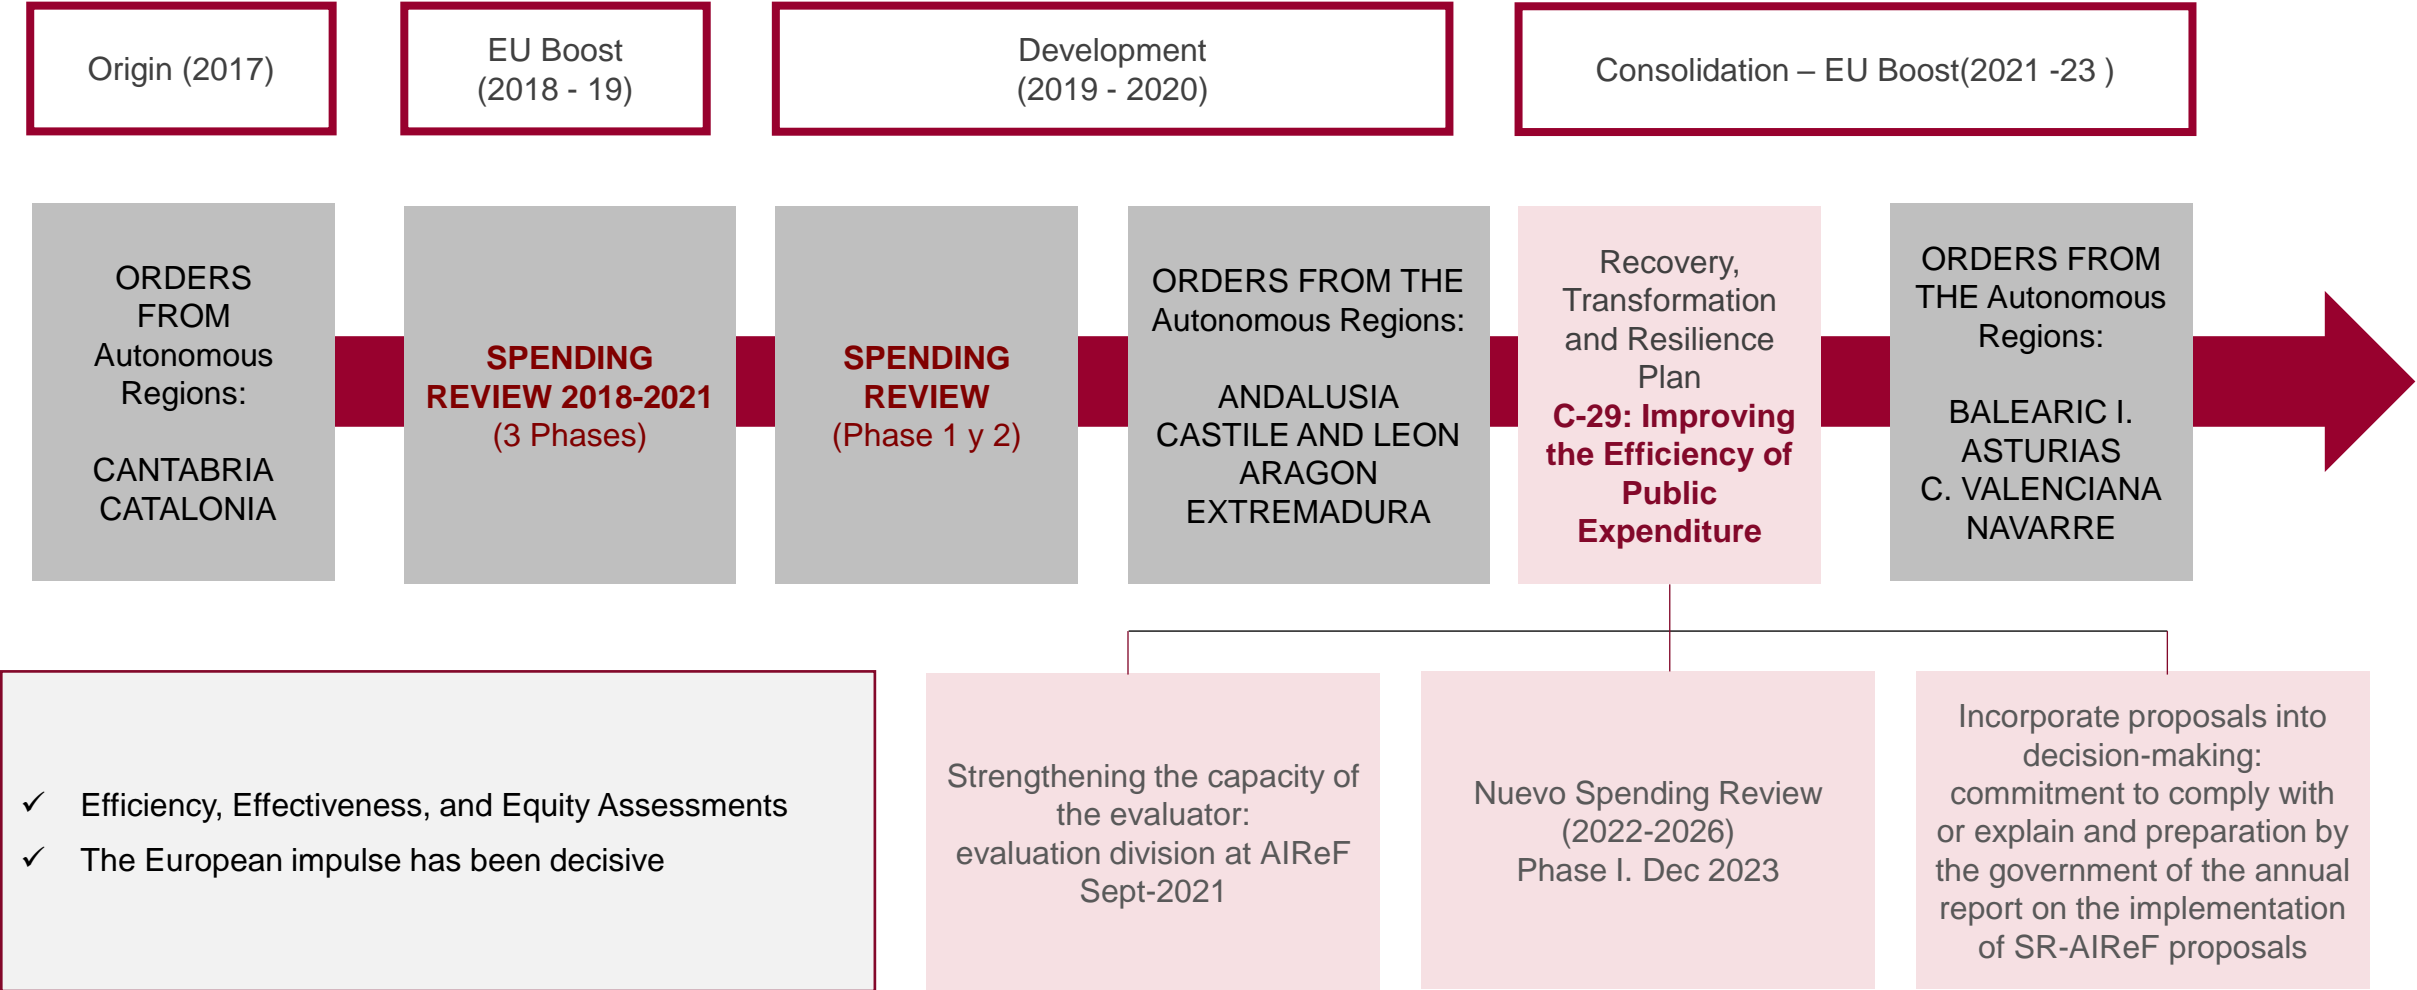 Origin (2017)
EU Boost
(2018 - 19)
Development
(2019 - 2020)
Consolidation – EU Boost(2021 -23 )
ORDERS
FROM
Autonomous
Regions:
CANTABRIA
CATALONIA
SPENDING
REVIEW 2018-2021
(3 Phases)
SPENDING
REVIEW
(Phase 1 y 2)
ORDERS FROM THE
Autonomous Regions:
ANDALUSIA
CASTILE AND LEON
ARAGON
EXTREMADURA
Recovery,
Transformation
and Resilience
Plan
C-29: Improving
the Efficiency of
Public
Expenditure
ORDERS FROM
THE Autonomous
Regions:
BALEARIC I.
ASTURIAS
C. VALENCIANA
NAVARRE
✓ Efficiency, Effectiveness, and Equity Assessments
✓ The European impulse has been decisive
Strengthening the capacity of
the evaluator:
evaluation division at AIReF
Sept-2021
Nuevo Spending Review
(2022-2026)
Phase I. Dec 2023
Incorporate proposals into
decision-making:
commitment to comply with
or explain and preparation by
the government of the annual
report on the implementation
of SR-AIReF proposals